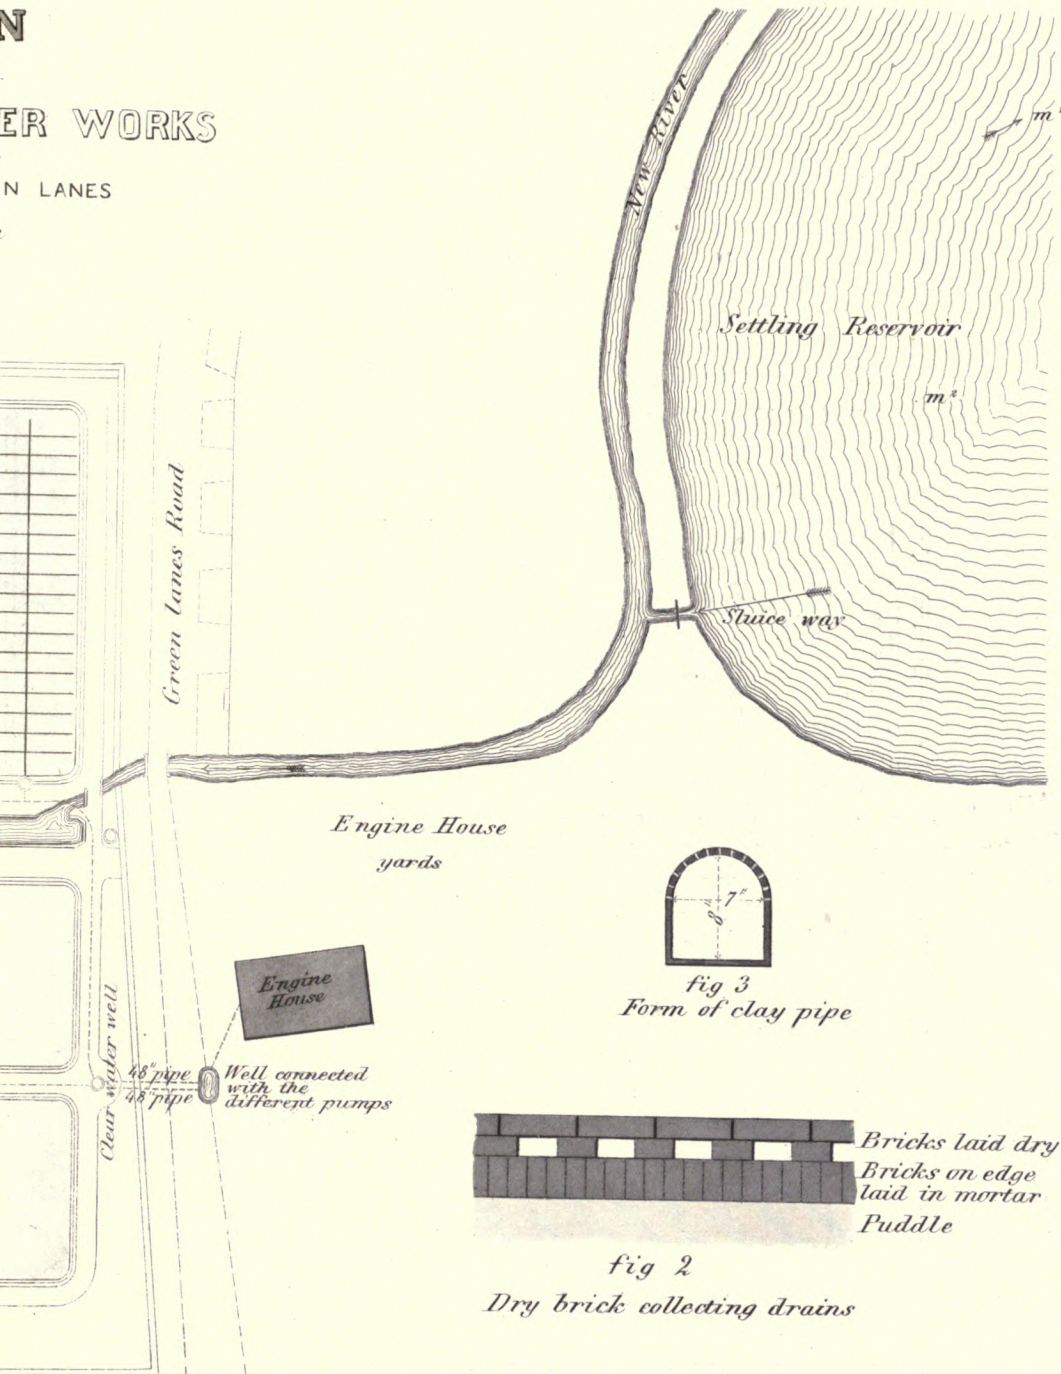 N
ER WORKS
N LANES
New River
m
Settling Reservoir
m²
Green lanes Road
Sluice way
Engine House
yards
8" 7"
fig 3
Form of clay pipe
Engine
House
Clear water well
48" pipe
48" pipe
Well connected
with the
different pumps
Bricks laid dry
Bricks on edge
laid in mortar
Puddle
fig 2
Dry brick collecting drains